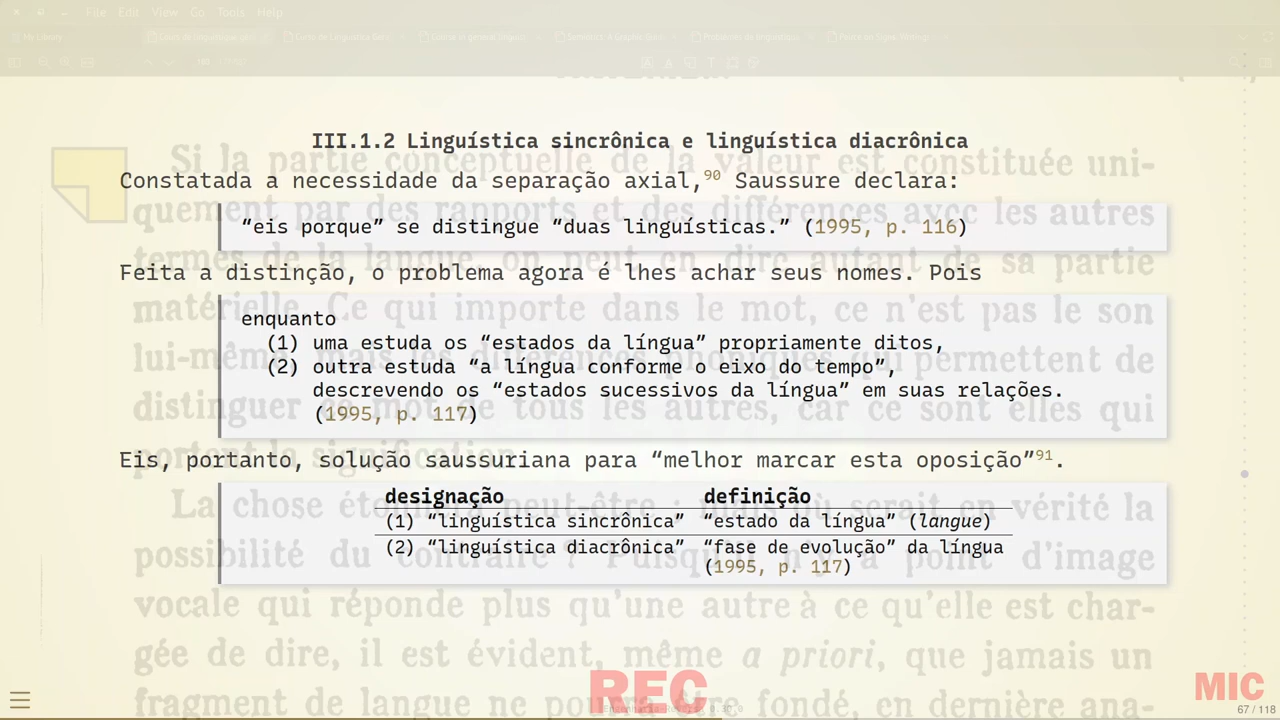 File Edit View Go Tools Help
My Library
III.1.2 Linguística sincrônica e linguística diacrônica
Si la partie conceptuelle de la valeur est constituée uni-
Constatada a necessidade da separação axial,90 Saussure declara:
quement par des rapports et des différences avec les autres
“eis porque” se distingue “duas linguísticas.” (1995, p. 116)
termes de la langue, on peut en dire autant de sa partie
Feita a distinção, o problema agora é lhes achar seus nomes. Pois
matérielle. Ce qui importe dans le mot, ce n'est pas le son
enquanto
(1) uma estuda os “estados da língua” propriamente ditos,
lui-même mais les différences phoniques qui permettent de
(2) outra estuda “a língua conforme o eixo do tempo”,
descrevendo os “estados sucessivos da língua” em suas relações.
distinguer ce mot de tous les autres, car ce sont elles qui
(1995, p. 117)
portent la signification.
Eis, portanto, solução saussuriana para “melhor marcar esta oposição”91.
designação definição
La chose étonnera peut-être ; mais où serait en vérité la
(1) “linguística sincrônica” “estado da língua” (langue)
(2) “linguística diacrônica” “fase de evolução” da língua
possibilité du contraire ? Puisqu'il n'y a point d'image
(1995, p. 117)
vocale qui réponde plus qu'une autre à ce qu'elle est char-
gée de dire, il est évident, même a priori, que jamais un
fragment de langue ne pourra être fondé, en dernière ana-
REC
MIC
67 / 118